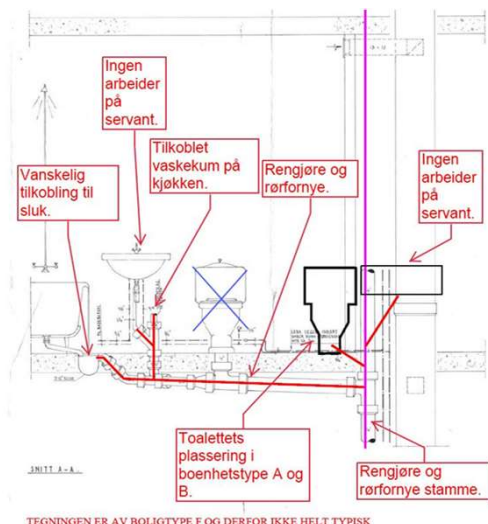 Ingen
arbeider
på
servant.
Tilkoblet
vaskekum på
kjøkken.
Rengjøre og
rørfornye.
Ingen
arbeider
på
servant.
Vanskelig
tilkobling til
sluk.
Toalettets
plassering i
boenhetstype A og
B.
Rengjøre og
rørfornye stamme.
SNITT A-A
TEGNINGEN ER AV BOLIGTYPE F OG DERFOR IKKE HELT TYPISK